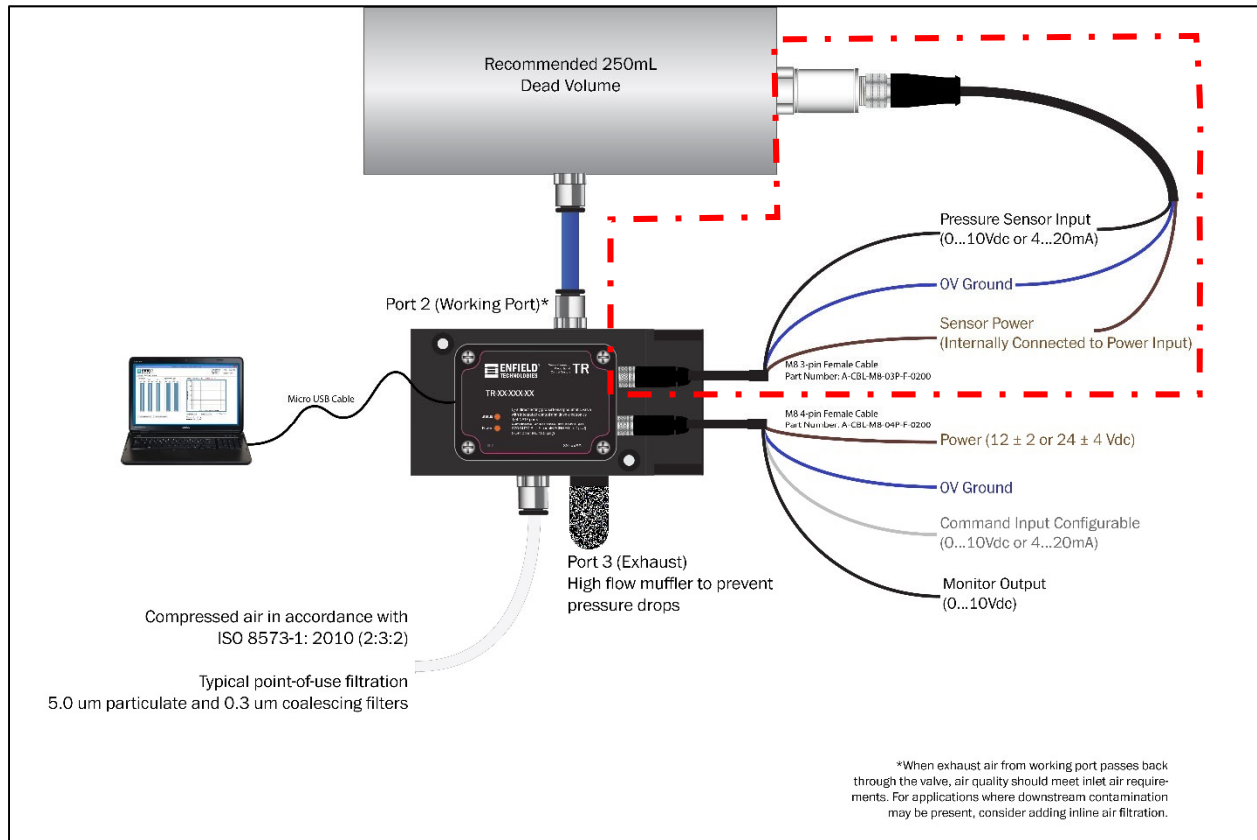 Recommended 250mL
Dead Volume
Pressure Sensor Input
(0...10Vdc or 4...20mA)
0V Ground
Sensor Power
(Internally Connected to Power Input)
M8 3-pin Female Cable
Part Number: A-CBL-M8-03P-F-0200
Port 2 (Working Port)*
ENFIELD®
TECHNOLOGIES
TR
TR-XX-XXX-XX
Micro USB Cable
M8 4-pin Female Cable
Part Number: A-CBL-M8-04P-F-0200
Power (12 ± 2 or 24 ± 4 Vdc)
0V Ground
Command Input Configurable
(0...10Vdc or 4...20mA)
Monitor Output
(0...10Vdc)
Port 3 (Exhaust)
High flow muffler to prevent
pressure drops
Compressed air in accordance with
ISO 8573-1: 2010 (2:3:2)
Typical point-of-use filtration
5.0 um particulate and 0.3 um coalescing filters
*When exhaust air from working port passes back
through the valve, air quality should meet inlet air require-
ments. For applications where downstream contamination
may be present, consider adding inline air filtration.